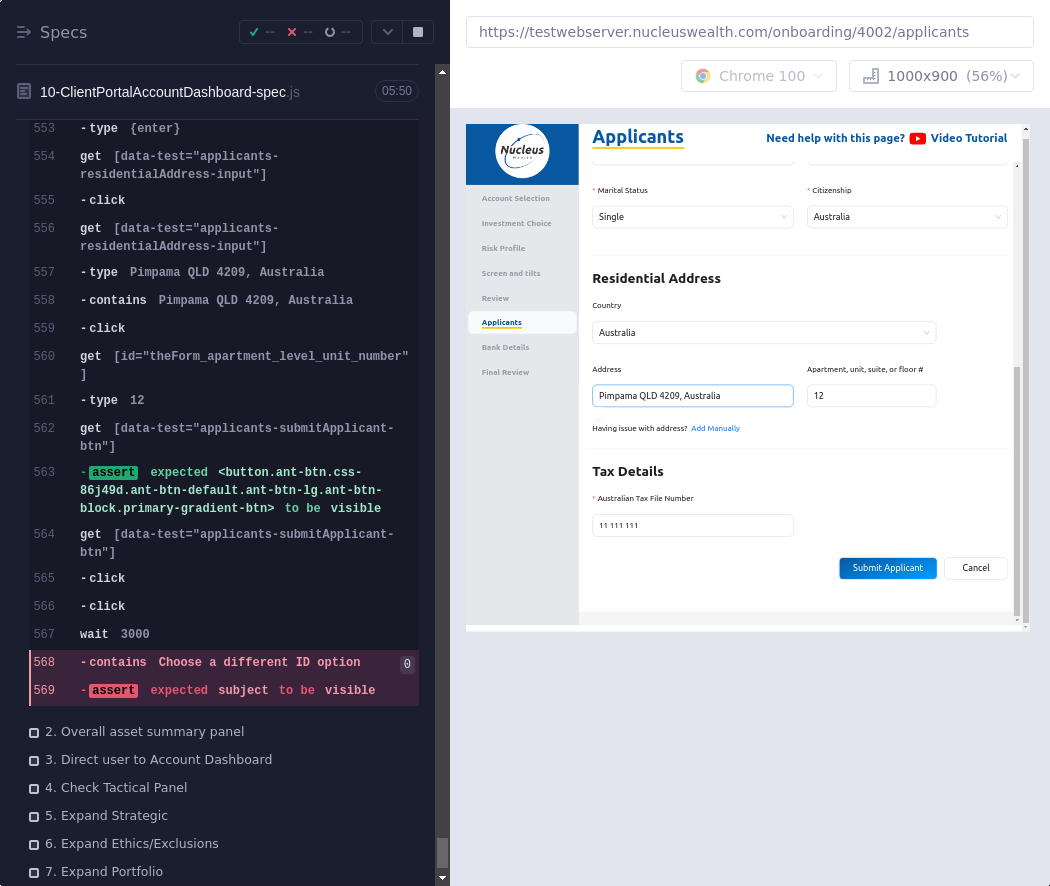 Specs
-- -- --
10-ClientPortalAccountDashboard-spec.js
05:50
553 -type {enter}
554 get [data-test="applicants-
residentialAddress-input"]
555 -click
556 get [data-test="applicants-
residentialAddress-input"]
557 -type Pimpama QLD 4209, Australia
558 -contains Pimpama QLD 4209, Australia
559 -click
560 get [id="theForm_apartment_level_unit_number"
]
561 -type 12
562 get [data-test="applicants-submitApplicant-
btn"]
563 -assert expected <button.ant-btn.css-
86j49d.ant-btn-default.ant-btn-lg.ant-btn-
block.primary-gradient-btn> to be visible
564 get [data-test="applicants-submitApplicant-
btn"]
565 -click
566 -click
567 wait 3000
568 -contains Choose a different ID option 0
569 -assert expected subject to be visible
2. Overall asset summary panel
3. Direct user to Account Dashboard
4. Check Tactical Panel
5. Expand Strategic
6. Expand Ethics/Exclusions
7. Expand Portfolio
https://testwebserver.nucleuswealth.com/onboarding/4002/applicants
Chrome 100
1000x900 (56%)
Nucleus
Wealth
Account Selection
Investment Choice
Risk Profile
Screen and tilts
Review
Applicants
Bank Details
Final Review
Applicants
Need help with this page? Video Tutorial
* Marital Status
* Citizenship
Single
Australia
Residential Address
Country
Australia
Address
Apartment, unit, suite, or floor #
Pimpama QLD 4209, Australia
12
Having issue with address? Add Manually
Tax Details
* Australian Tax File Number
11 111 111
Submit Applicant
Cancel